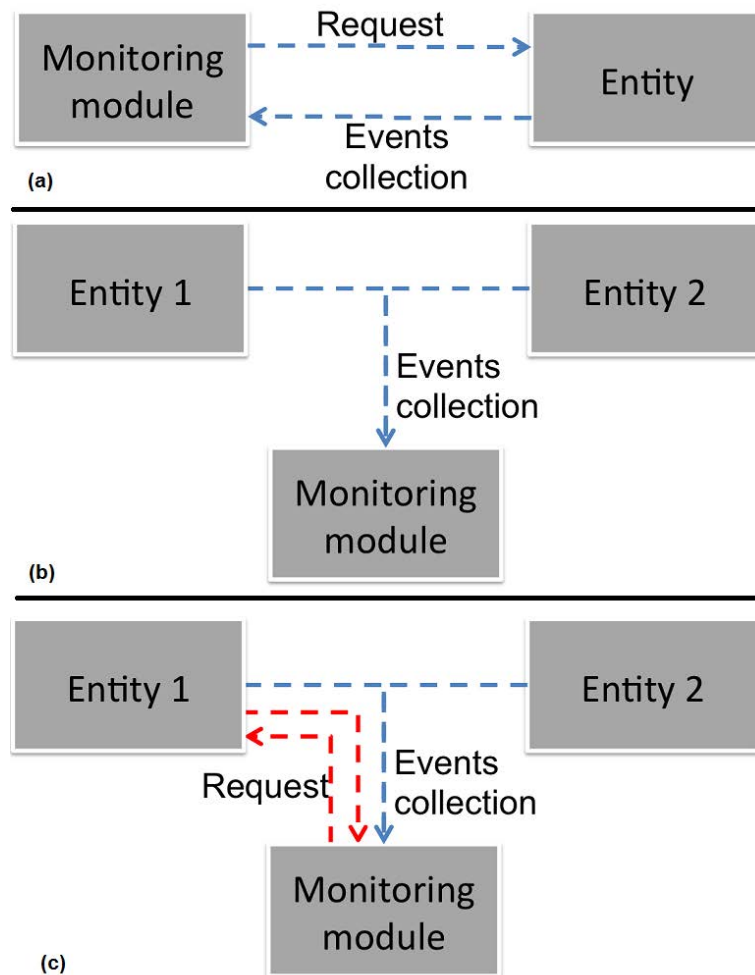 Request
Monitoring
module
Entity
Events
collection
(a)
Entity 1
Entity 2
Events
collection
Monitoring
module
(b)
Entity 1
Entity 2
Request
Events
collection
Monitoring
module
(c)